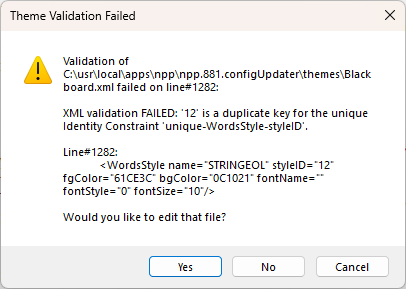 Theme Validation Failed
Validation of
C:\usr\local\apps\npp\npp.881.configUpdater\themes\Black
board.xml failed on line#1282:
XML validation FAILED: '12' is a duplicate key for the unique
Identity Constraint 'unique-WordsStyle-styleID'.
Line#1282:
<WordsStyle name="STRINGEOL" styleID="12"
fgColor="61CE3C" bgColor="0C1021" fontName=""
fontStyle="0" fontSize="10"/>
Would you like to edit that file?
Yes
No
Cancel